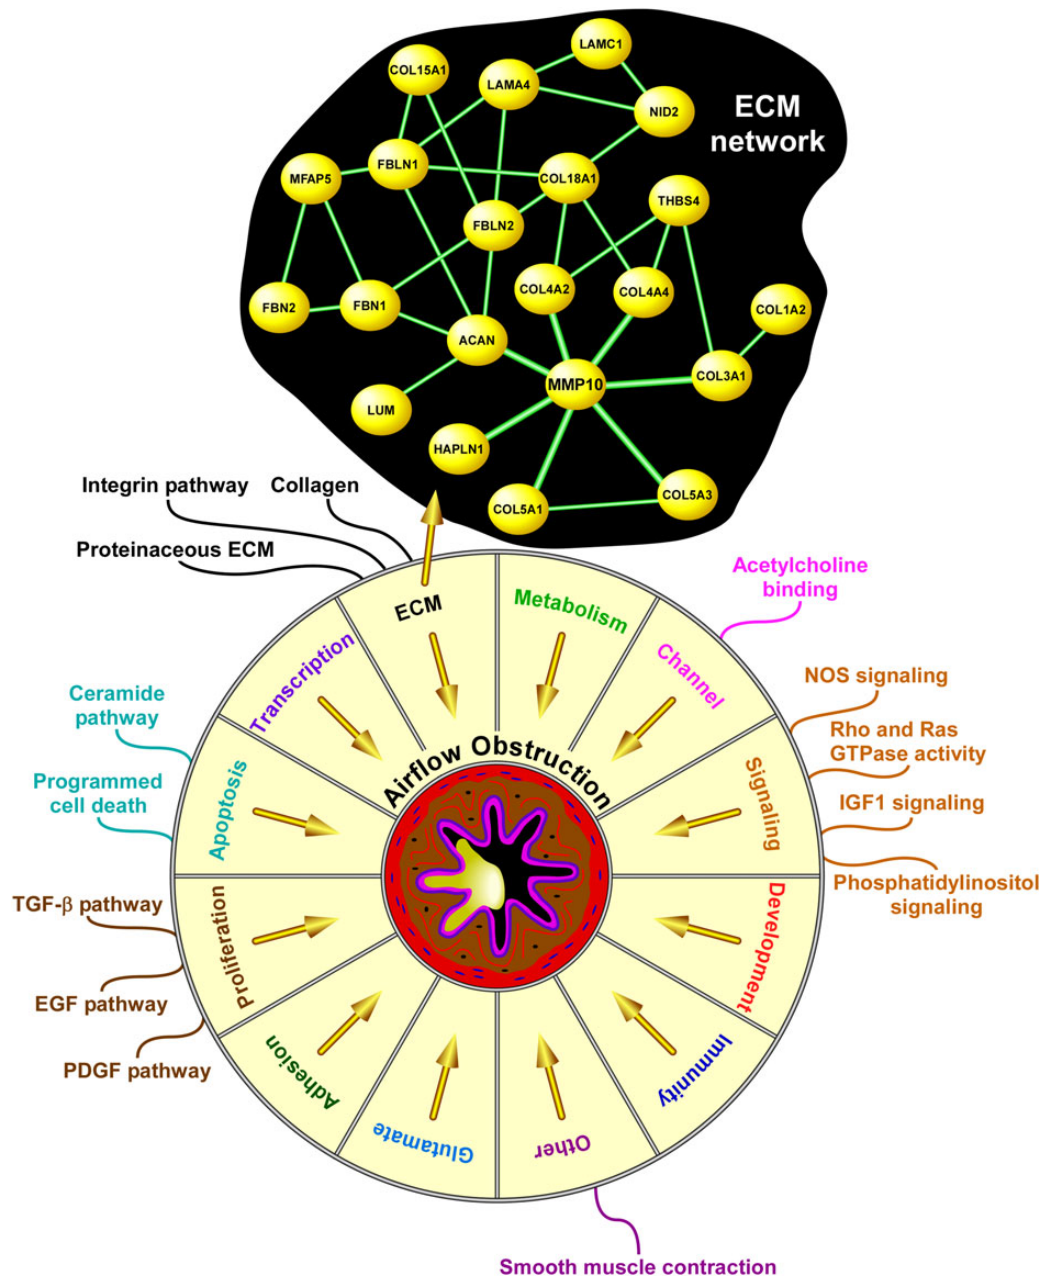 LAMC1
COL15A1
LAMA4
NID2
ECM
network
FBLN1
MFAP5
COL18A1
THBS4
FBLN2
COL4A2
COL4A4
FBN2
FBN1
COL1A2
ACAN
MMP10
COL3A1
LUM
HAPLN1
COL5A1
COL5A3
Integrin pathway
Collagen
Proteinaceous ECM
Acetylcholine
binding
ECM
Metabolism
Transcription
Channel
NOS signaling
Ceramide
pathway
Rho and Ras
GTPase activity
Airflow Obstruction
Programmed
cell death
Apoptosis
Signaling
IGF1 signaling
Phosphatidylinositol
signaling
TGF-β pathway
Proliferation
Development
EGF pathway
PDGF pathway
Adhesion
Immunity
Glutamate
Other
Smooth muscle contraction